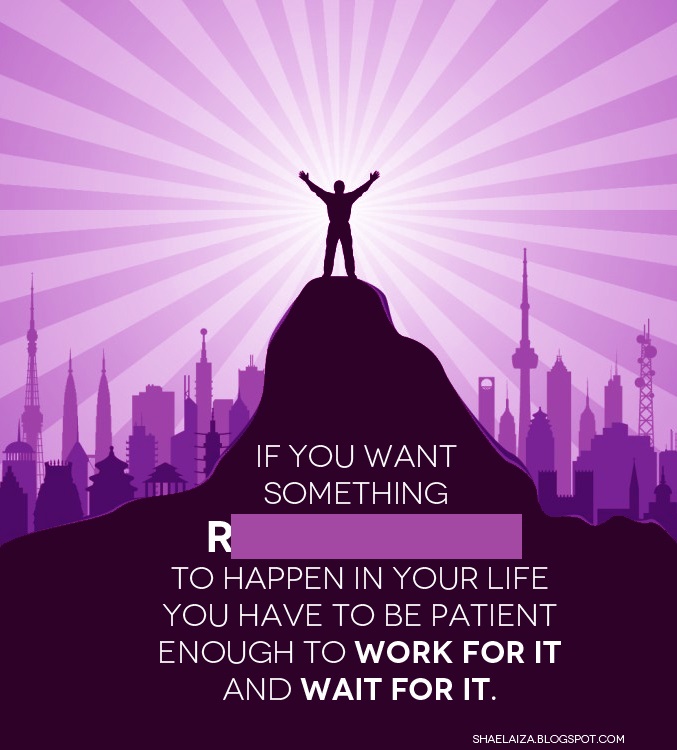 IF YOU WANT
SOMETHING
R
TO HAPPEN IN YOUR LIFE
YOU HAVE TO BE PATIENT
ENOUGH TO WORK FOR IT
AND WAIT FOR IT.
SHAELAIZA.BLOGSPOT.COM